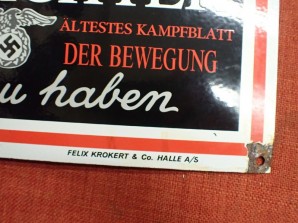 ÄLTESTES KAMPFBLATT
DER BEWEGUNG
haben
FELIX KROKERT & Co. HALLE A/S